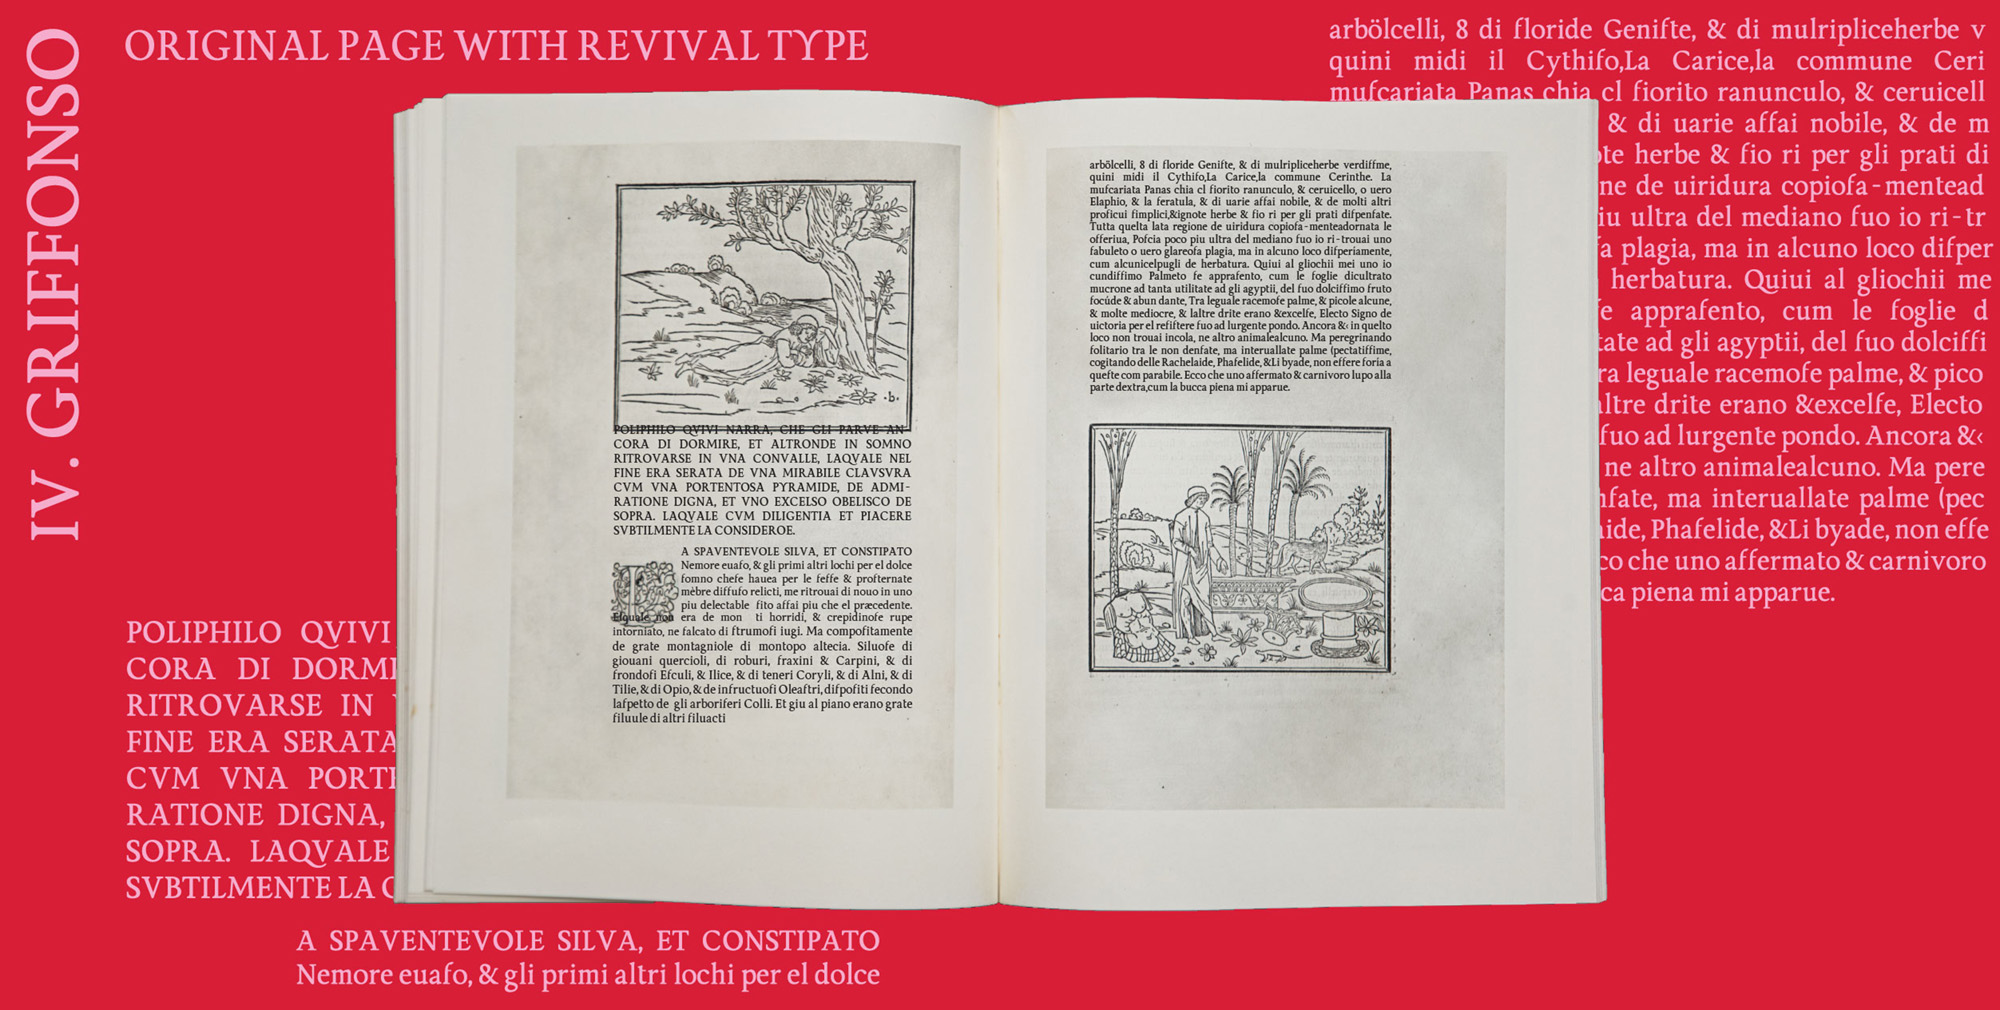 IV. GRIFFONSO
ORIGINAL PAGE WITH REVIVAL TYPE
POLIPHILO QVIVI
CORA DI DORMI
RITROVARSE IN
FINE ERA SERATA
CVM VNA PORTE
RATIONE DIGNA,
SOPRA. LAQVALE
SVBTILMENTE LA C
A SPAVENTEVOLE SILVA, ET CONSTIPATO
Nemore euafo, & gli primi altri lochi per el dolce
·b·
POLIPHILO QVIVI NARRA, CHE GLI PARVE AN-
CORA DI DORMIRE, ET ALTRONDE IN SOMNO
RITROVARSE IN VNA CONVALLE, LAQVALE NEL
FINE ERA SERATA DE VNA MIRABILE CLAVSVRA
CVM VNA PORTENTOSA PYRAMIDE, DE ADMI-
RATIONE DIGNA, ET VNO EXCELSO OBELISCO DE
SOPRA. LAQVALE CVM DILIGENTIA ET PIACERE
SVBTILMENTE LA CONSIDEROE.
A SPAVENTEVOLE SILVA, ET CONSTIPATO
Nemore euafo, & gli primi altri lochi per el dolce
fomno chefe hauea per le feffe & profternate
mèbre diffufo relicti, me ritrouai di nouo in uno
piu delectable fito affai piu che el præcedente.
Elquale non era de mon ti horridi, & crepidinofe rupe
intorniato, ne falcato di ftrumofi iugi. Ma compofitamente
de grate montagniole di montopo altecia. Siluofe di
giouani quercioli, di roburi, fraxini & Carpini, & di
frondofi Efculi, & Ilice, & di teneri Coryli, & di Alni, & di
Tilie, & di Opio, & de infructuofi Oleaftri, difpofiti fecondo
lafpetto de gli arboriferi Colli. Et giu al piano erano grate
filuule di altri filuacti
arbölcelli, 8 di floride Genifte, & di mulripliceherbe verdiffme,
quini midi il Cythifo,La Carice,la commune Cerinthe. La
mufcariata Panas chia cl fiorito ranunculo, & ceruicello, o uero
Elaphio, & la feratula, & di uarie affai nobile, & de molti altri
proficui fimplici,&ignote herbe & fio ri per gli prati difpenfate.
Tutta quelta lata regione de uiridura copiofa-menteadornata le
offeriua, Pofcia poco piu ultra del mediano fuo io ri-trouai uno
fabuleto o uero glareofa plagia, ma in alcuno loco difperiamente,
cum alcunicelpugli de herbatura. Quiui al gliochii mei uno io
cundiffimo Palmeto fe apprafento, cum le foglie dicultrato
mucrone ad tanta utilitate ad gli agyptii, del fuo dolciffimo fruto
focúde & abun dante, Tra leguale racemofe palme, & picole alcune,
& molte mediocre, & laltre drite erano &excelfe, Electo Signo de
uictoria per el refiftere fuo ad lurgente pondo. Ancora &‹ in quelto
loco non trouai incola, ne altro animalealcuno. Ma peregrinando
folitario tra le non denfate, ma interuallate palme (pectatiffime,
cogitando delle Rachelaide, Phafelide, &Li byade, non effere foria a
quefte com parabile. Ecco che uno affermato & carnivoro lupo alla
parte dextra,cum la bucca piena mi apparue.
arbölcelli, 8 di floride Genifte, & di mulripliceherbe v
quini midi il Cythifo,La Carice,la commune Ceri
mufcariata Panas chia cl fiorito ranunculo, & ceruicell
& di uarie affai nobile, & de m
ote herbe & fio ri per gli prati di
ne de uiridura copiofa-mentead
iu ultra del mediano fuo io ri-tr
fa plagia, ma in alcuno loco difper
herbatura. Quiui al gliochii me
fe apprafento, cum le foglie d
tate ad gli agyptii, del fuo dolciffi
ra leguale racemofe palme, & pico
altre drite erano &excelfe, Electo
fuo ad lurgente pondo. Ancora &‹
ne altro animalealcuno. Ma pere
nfate, ma interuallate palme (pec
aide, Phafelide, &Li byade, non effe
co che uno affermato & carnivoro
ca piena mi apparue.